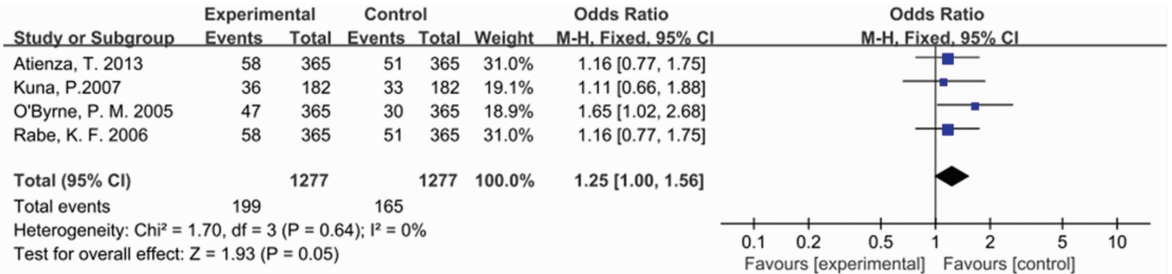 Experimental Control Odds Ratio Odds Ratio
Study or Subgroup Events Total Events Total Weight M-H, Fixed, 95% CI M-H, Fixed, 95% CI
Atienza, T. 2013 58 365 51 365 31.0% 1.16 [0.77, 1.75]
Kuna, P.2007 36 182 33 182 19.1% 1.11 [0.66, 1.88]
O'Byrne, P. M. 2005 47 365 30 365 18.9% 1.65 [1.02, 2.68]
Rabe, K. F. 2006 58 365 51 365 31.0% 1.16 [0.77, 1.75]
Total (95% CI) 1277 1277 100.0% 1.25 [1.00, 1.56]
Total events 199 165
Heterogeneity: Chi² = 1.70, df = 3 (P = 0.64); I² = 0%
Test for overall effect: Z = 1.93 (P = 0.05)
0.1 0.2 0.5 1 2 5 10
Favours [experimental] Favours [control]